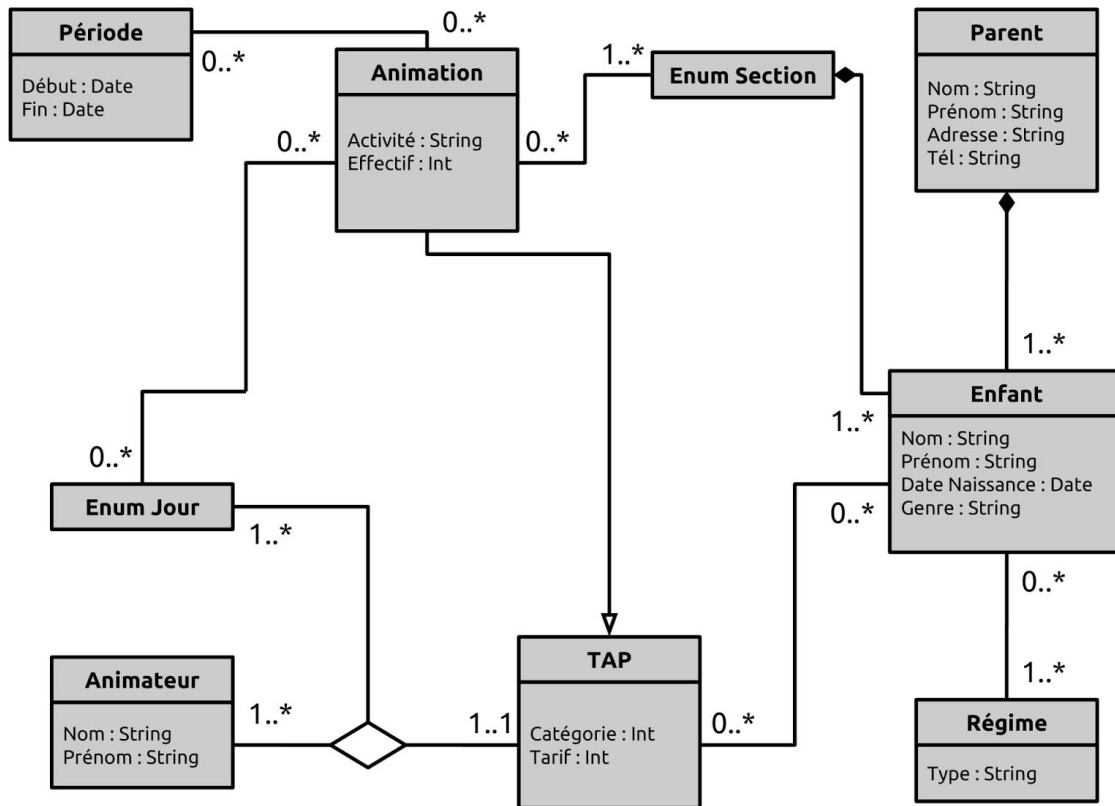 Période
Début : Date
Fin : Date
0..*
0..*
Animation
Activité : String
Effectif : Int
0..*
0..*
1..*
Enum Section
Parent
Nom : String
Prénom : String
Adresse : String
Tél : String
1..*
Enfant
Nom : String
Prénom : String
Date Naissance : Date
Genre : String
1..*
0..*
0..*
Enum Jour
1..*
0..*
1..*
Régime
Type : String
Animateur
Nom : String
Prénom : String
1..*
1..1
TAP
Catégorie : Int
Tarif : Int
0..*